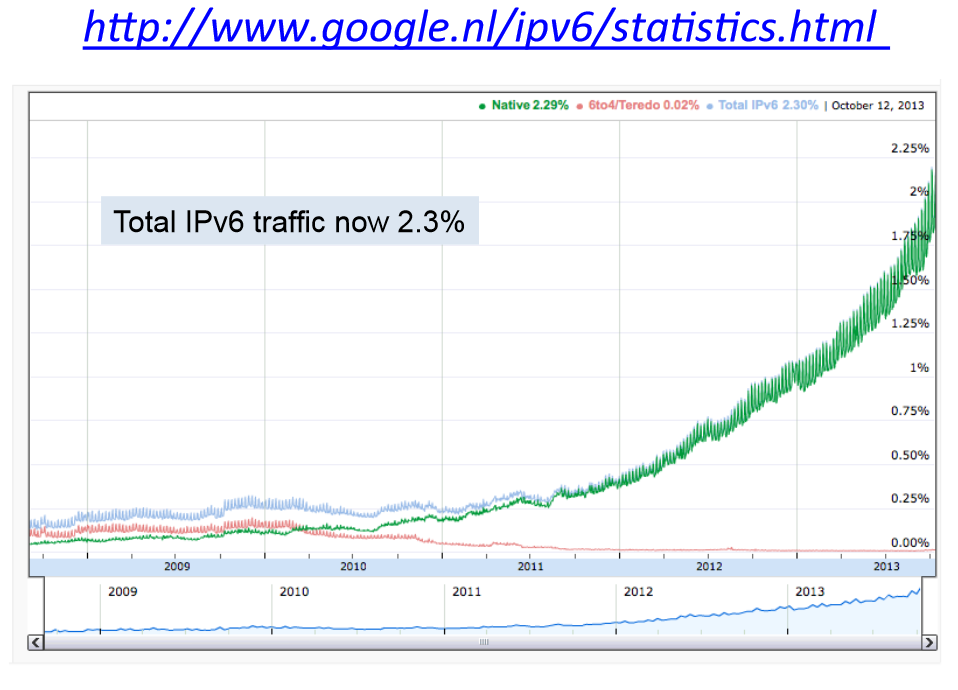 http://www.google.nl/ipv6/statistics.html
● Native 2.29% ● 6to4/Teredo 0.02% ● Total IPv6 2.30% | October 12, 2013
2.25%
Total IPv6 traffic now 2.3%
2%
1.75%
1.50%
1.25%
1%
0.75%
0.50%
0.25%
0.00%
2009 2010 2011 2012 2013
2009 2010 2011 2012 2013